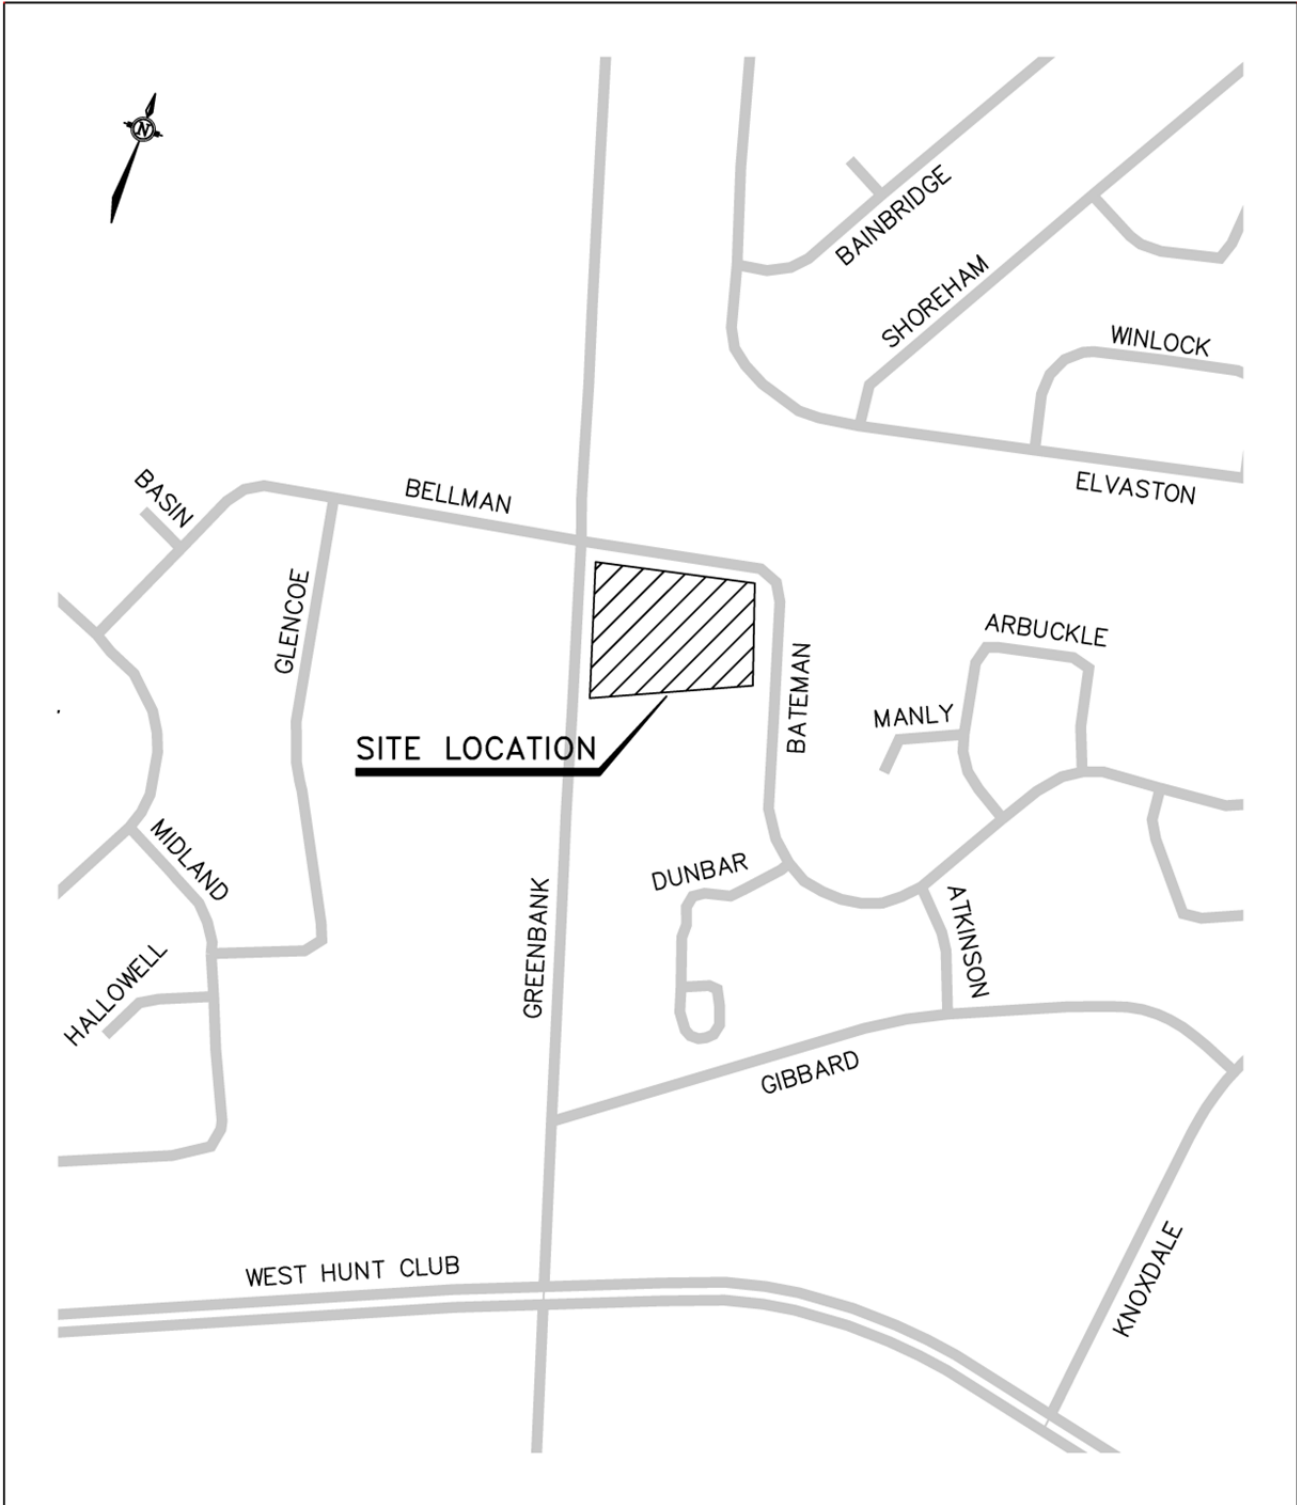 N
BAINBRIDGE
SHOREHAM
WINLOCK
ELVASTON
BASIN
BELLMAN
GLENCOE
ARBUCKLE
BATEMAN
MANLY
SITE LOCATION
MIDLAND
DUNBAR
GREENBANK
ATKINSON
HALLOWELL
GIBBARD
WEST HUNT CLUB
KNOXDALE